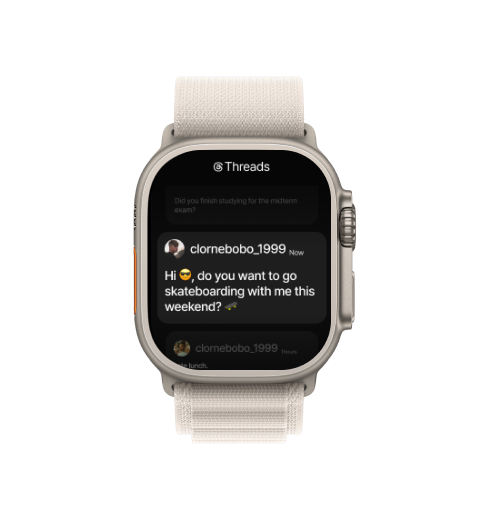 Threads
Did you finish studying for the midterm
exam?
clornebobo_1999 Now
Hi 😎, do you want to go
skateboarding with me this
weekend? 🛹
clornebobo_1999
lunch.